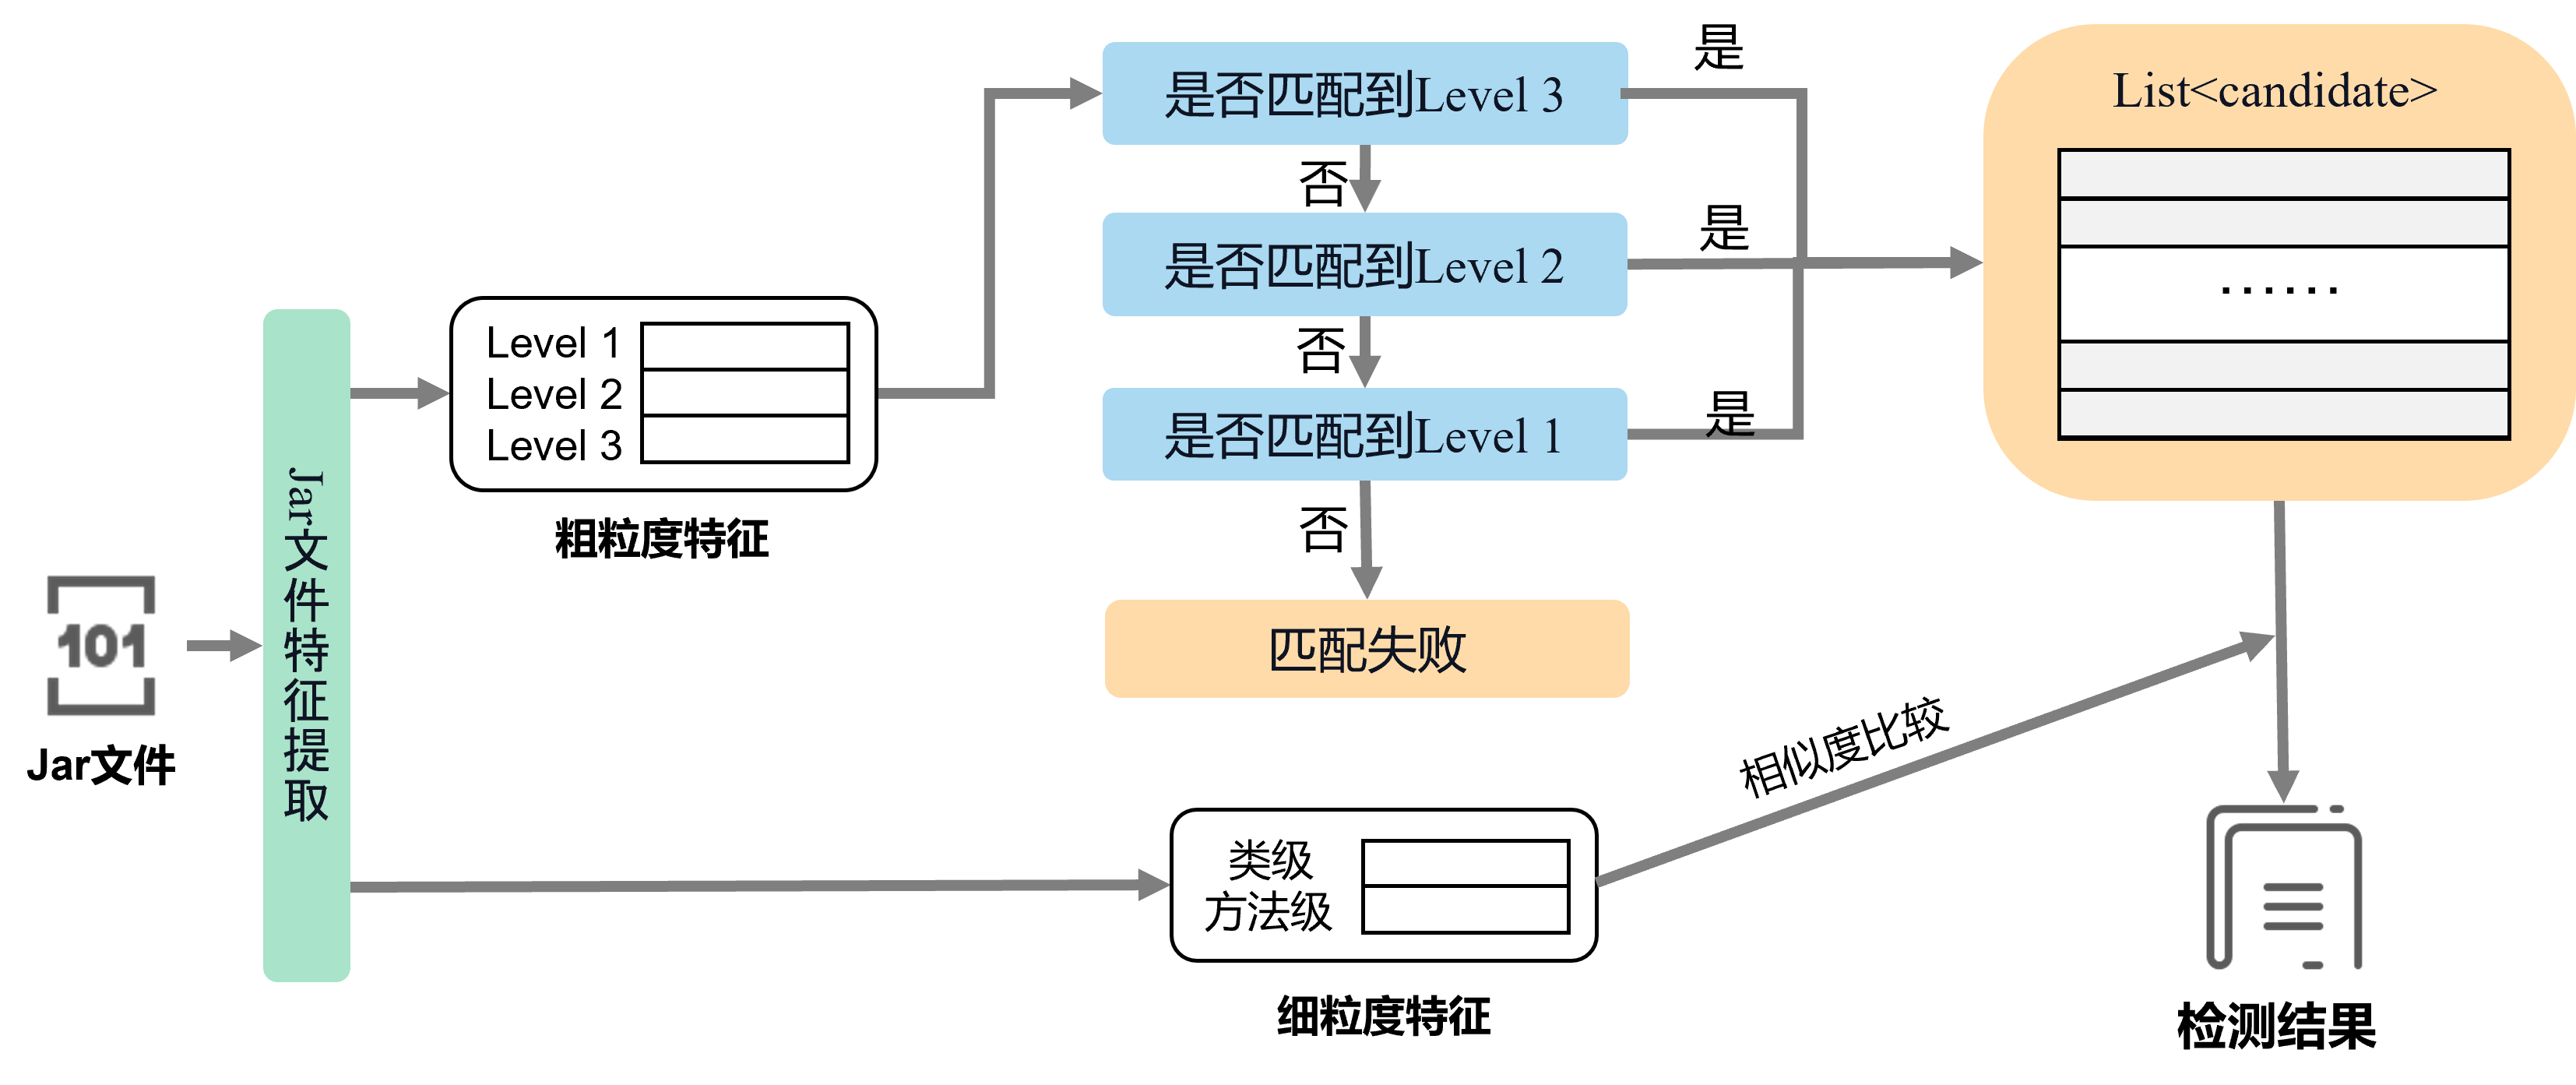 101
Jar文件
Jar文件特征提取
Level 1
Level 2
Level 3
粗粒度特征
是否匹配到Level 3
是
否
是否匹配到Level 2
是
否
是否匹配到Level 1
是
否
匹配失败
List<candidate>
······
类级
方法级
细粒度特征
相似度比较
检测结果